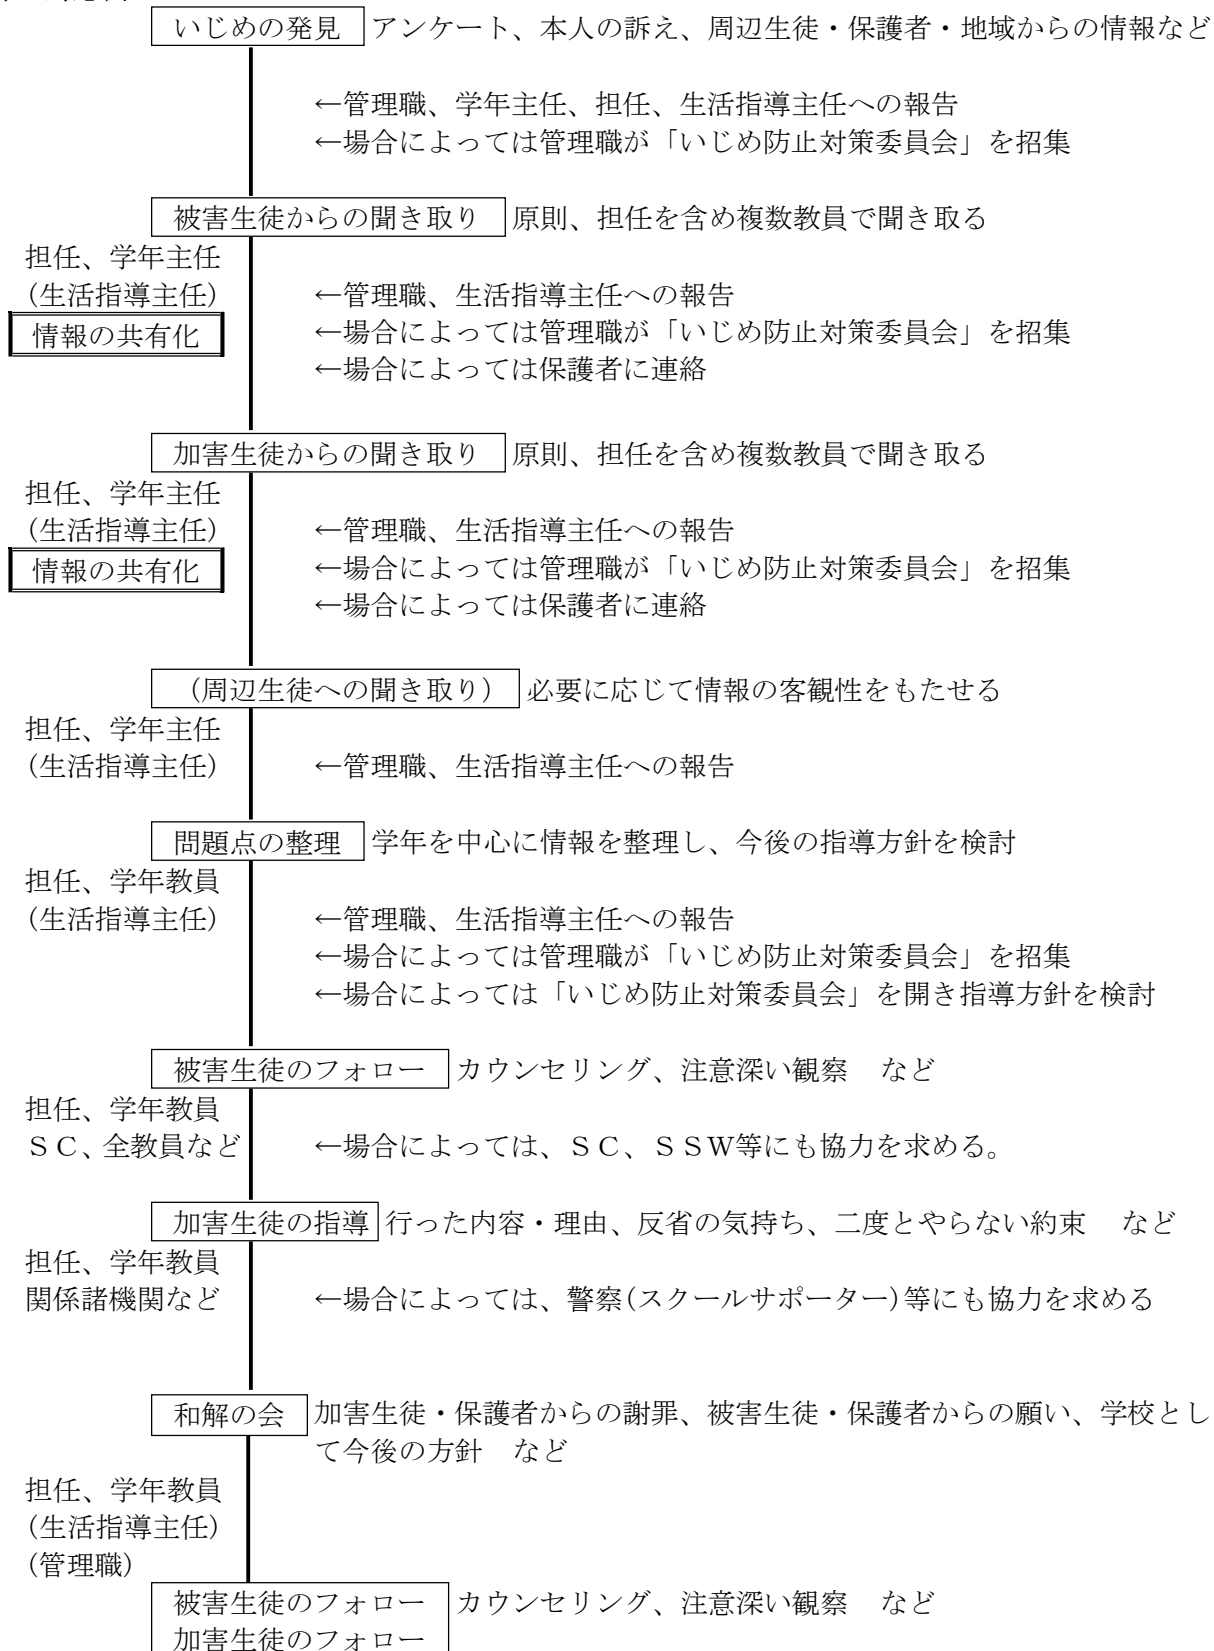 いじめの発見 アンケート、本人の訴え、周辺生徒・保護者・地域からの情報など
←管理職、学年主任、担任、生活指導主任への報告
←場合によっては管理職が「いじめ防止対策委員会」を招集
被害生徒からの聞き取り 原則、担任を含め複数教員で聞き取る
担任、学年主任
(生活指導主任) ←管理職、生活指導主任への報告
情報の共有化 ←場合によっては管理職が「いじめ防止対策委員会」を招集
←場合によっては保護者に連絡
加害生徒からの聞き取り 原則、担任を含め複数教員で聞き取る
担任、学年主任
(生活指導主任) ←管理職、生活指導主任への報告
情報の共有化 ←場合によっては管理職が「いじめ防止対策委員会」を招集
←場合によっては保護者に連絡
(周辺生徒への聞き取り) 必要に応じて情報の客観性をもたせる
担任、学年主任
(生活指導主任) ←管理職、生活指導主任への報告
問題点の整理 学年を中心に情報を整理し、今後の指導方針を検討
担任、学年教員
(生活指導主任) ←管理職、生活指導主任への報告
←場合によっては管理職が「いじめ防止対策委員会」を招集
←場合によっては「いじめ防止対策委員会」を開き指導方針を検討
被害生徒のフォロー カウンセリング、注意深い観察 など
担任、学年教員
SC、全教員など ←場合によっては、SC、SSW等にも協力を求める。
加害生徒の指導 行った内容・理由、反省の気持ち、二度とやらない約束 など
担任、学年教員
関係諸機関など ←場合によっては、警察(スクールサポーター)等にも協力を求める
和解の会 加害生徒・保護者からの謝罪、被害生徒・保護者からの願い、学校とし
て今後の方針 など
担任、学年教員
(生活指導主任)
(管理職)
被害生徒のフォロー カウンセリング、注意深い観察 など
加害生徒のフォロー